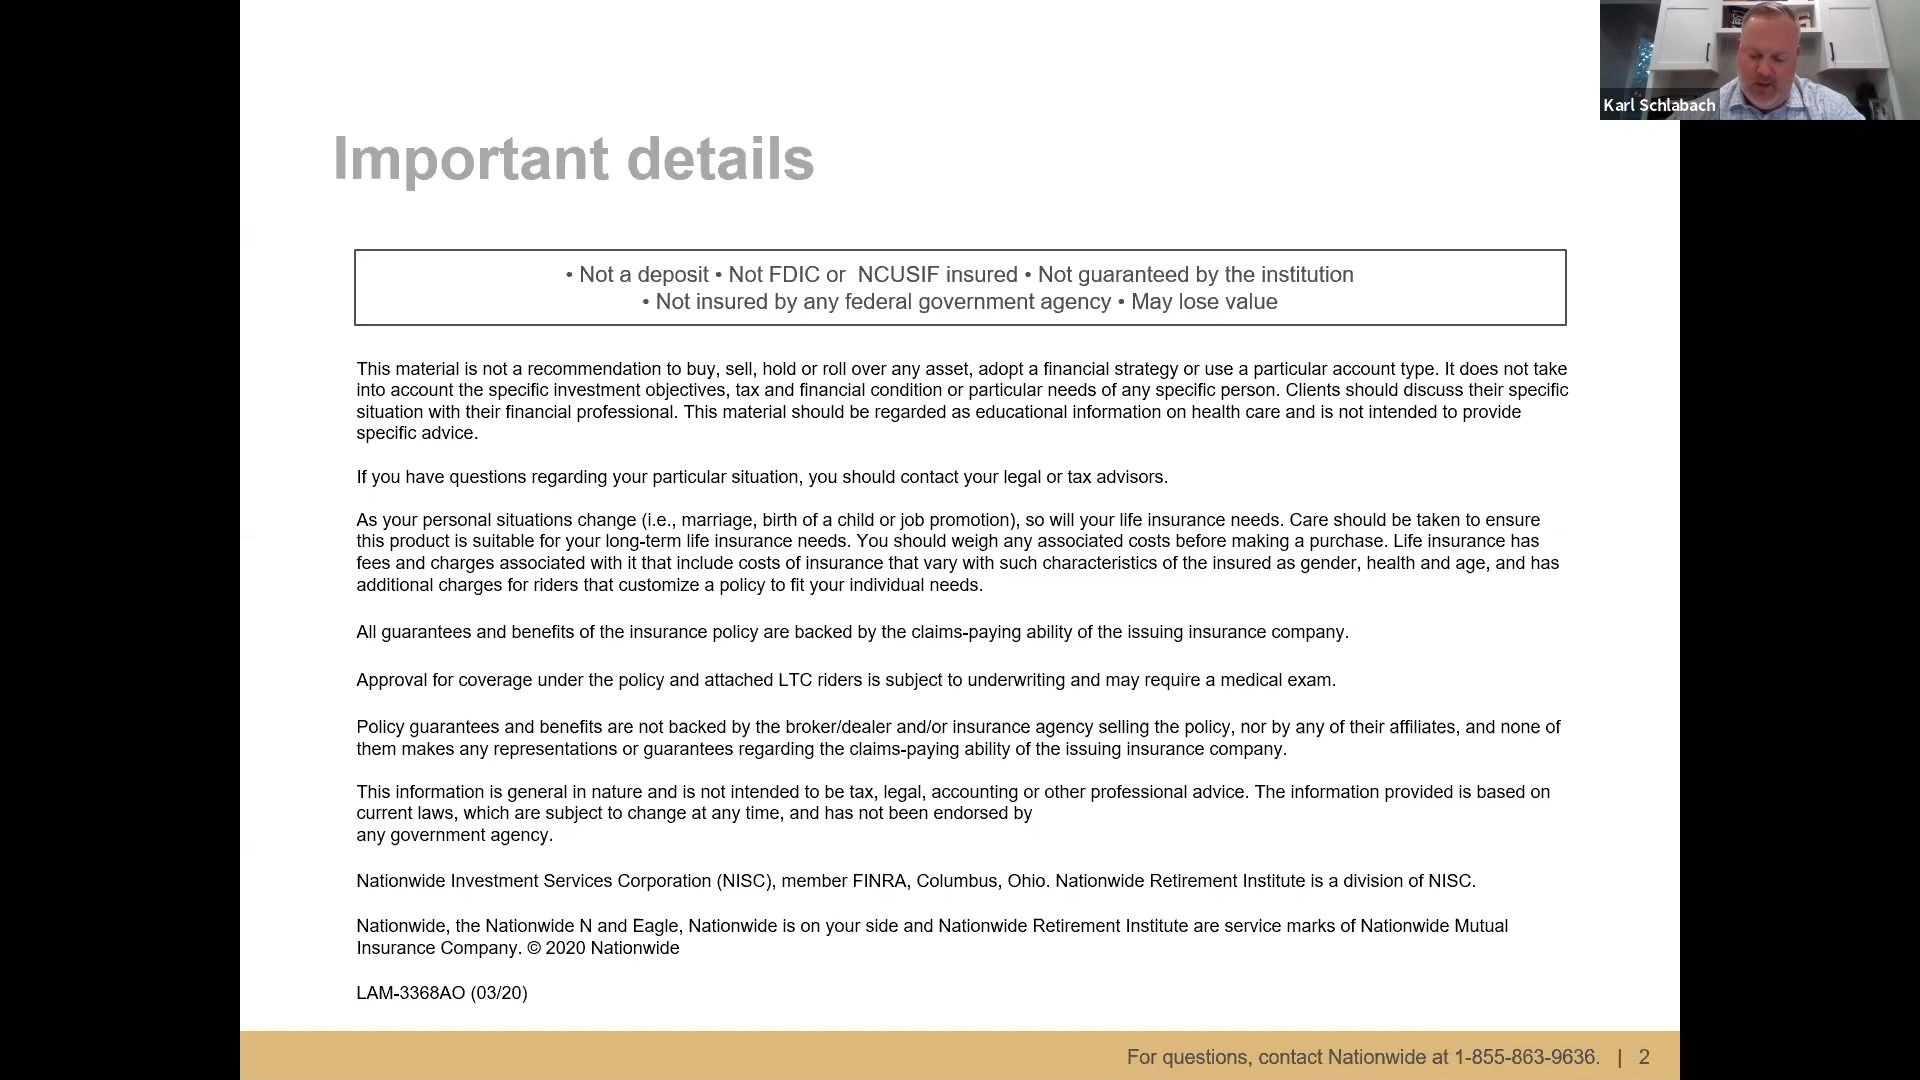 Karl Schlabach
Important details
• Not a deposit • Not FDIC or  NCUSIF insured • Not guaranteed by the institution
• Not insured by any federal government agency • May lose value
This material is not a recommendation to buy, sell, hold or roll over any asset, adopt a financial strategy or use a particular account type. It does not take
into account the specific investment objectives, tax and financial condition or particular needs of any specific person. Clients should discuss their specific
situation with their financial professional. This material should be regarded as educational information on health care and is not intended to provide
specific advice.
If you have questions regarding your particular situation, you should contact your legal or tax advisors.
As your personal situations change (i.e., marriage, birth of a child or job promotion), so will your life insurance needs. Care should be taken to ensure
this product is suitable for your long-term life insurance needs. You should weigh any associated costs before making a purchase. Life insurance has
fees and charges associated with it that include costs of insurance that vary with such characteristics of the insured as gender, health and age, and has
additional charges for riders that customize a policy to fit your individual needs.
All guarantees and benefits of the insurance policy are backed by the claims-paying ability of the issuing insurance company.
Approval for coverage under the policy and attached LTC riders is subject to underwriting and may require a medical exam.
Policy guarantees and benefits are not backed by the broker/dealer and/or insurance agency selling the policy, nor by any of their affiliates, and none of
them makes any representations or guarantees regarding the claims-paying ability of the issuing insurance company.
This information is general in nature and is not intended to be tax, legal, accounting or other professional advice. The information provided is based on
current laws, which are subject to change at any time, and has not been endorsed by
any government agency.
Nationwide Investment Services Corporation (NISC), member FINRA, Columbus, Ohio. Nationwide Retirement Institute is a division of NISC.
Nationwide, the Nationwide N and Eagle, Nationwide is on your side and Nationwide Retirement Institute are service marks of Nationwide Mutual
Insurance Company. © 2020 Nationwide
LAM-3368AO (03/20)
For questions, contact Nationwide at 1-855-863-9636. | 2